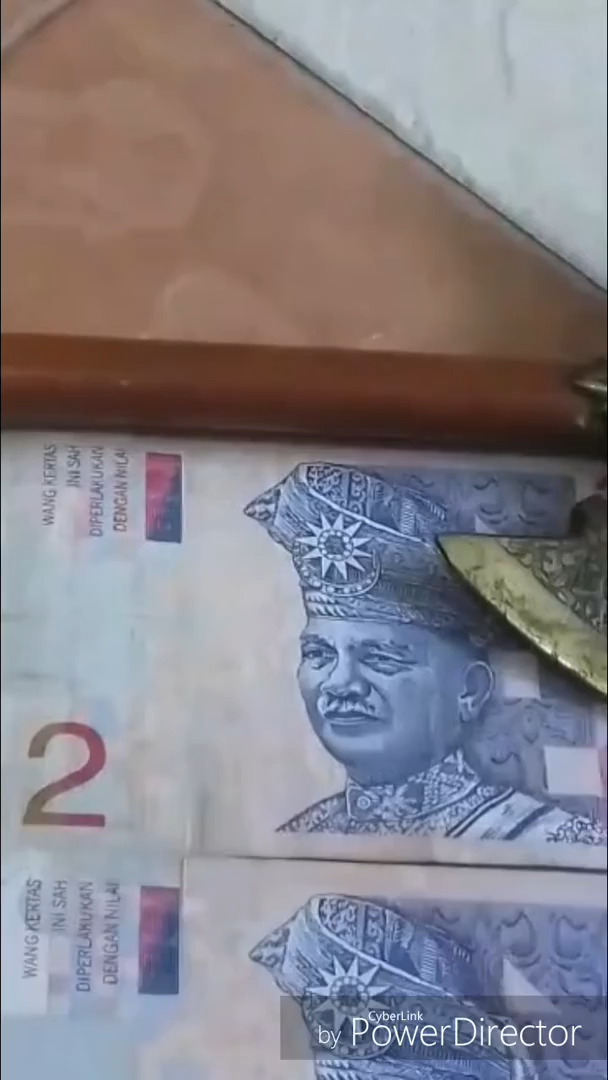 WANG KERTAS
INI SAH
DIPERLAKUKAN
DENGAN NILAI
2
WANG KERTAS
INI SAH
DIPERLAKUKAN
DENGAN NILAI
CyberLink
by PowerDirector